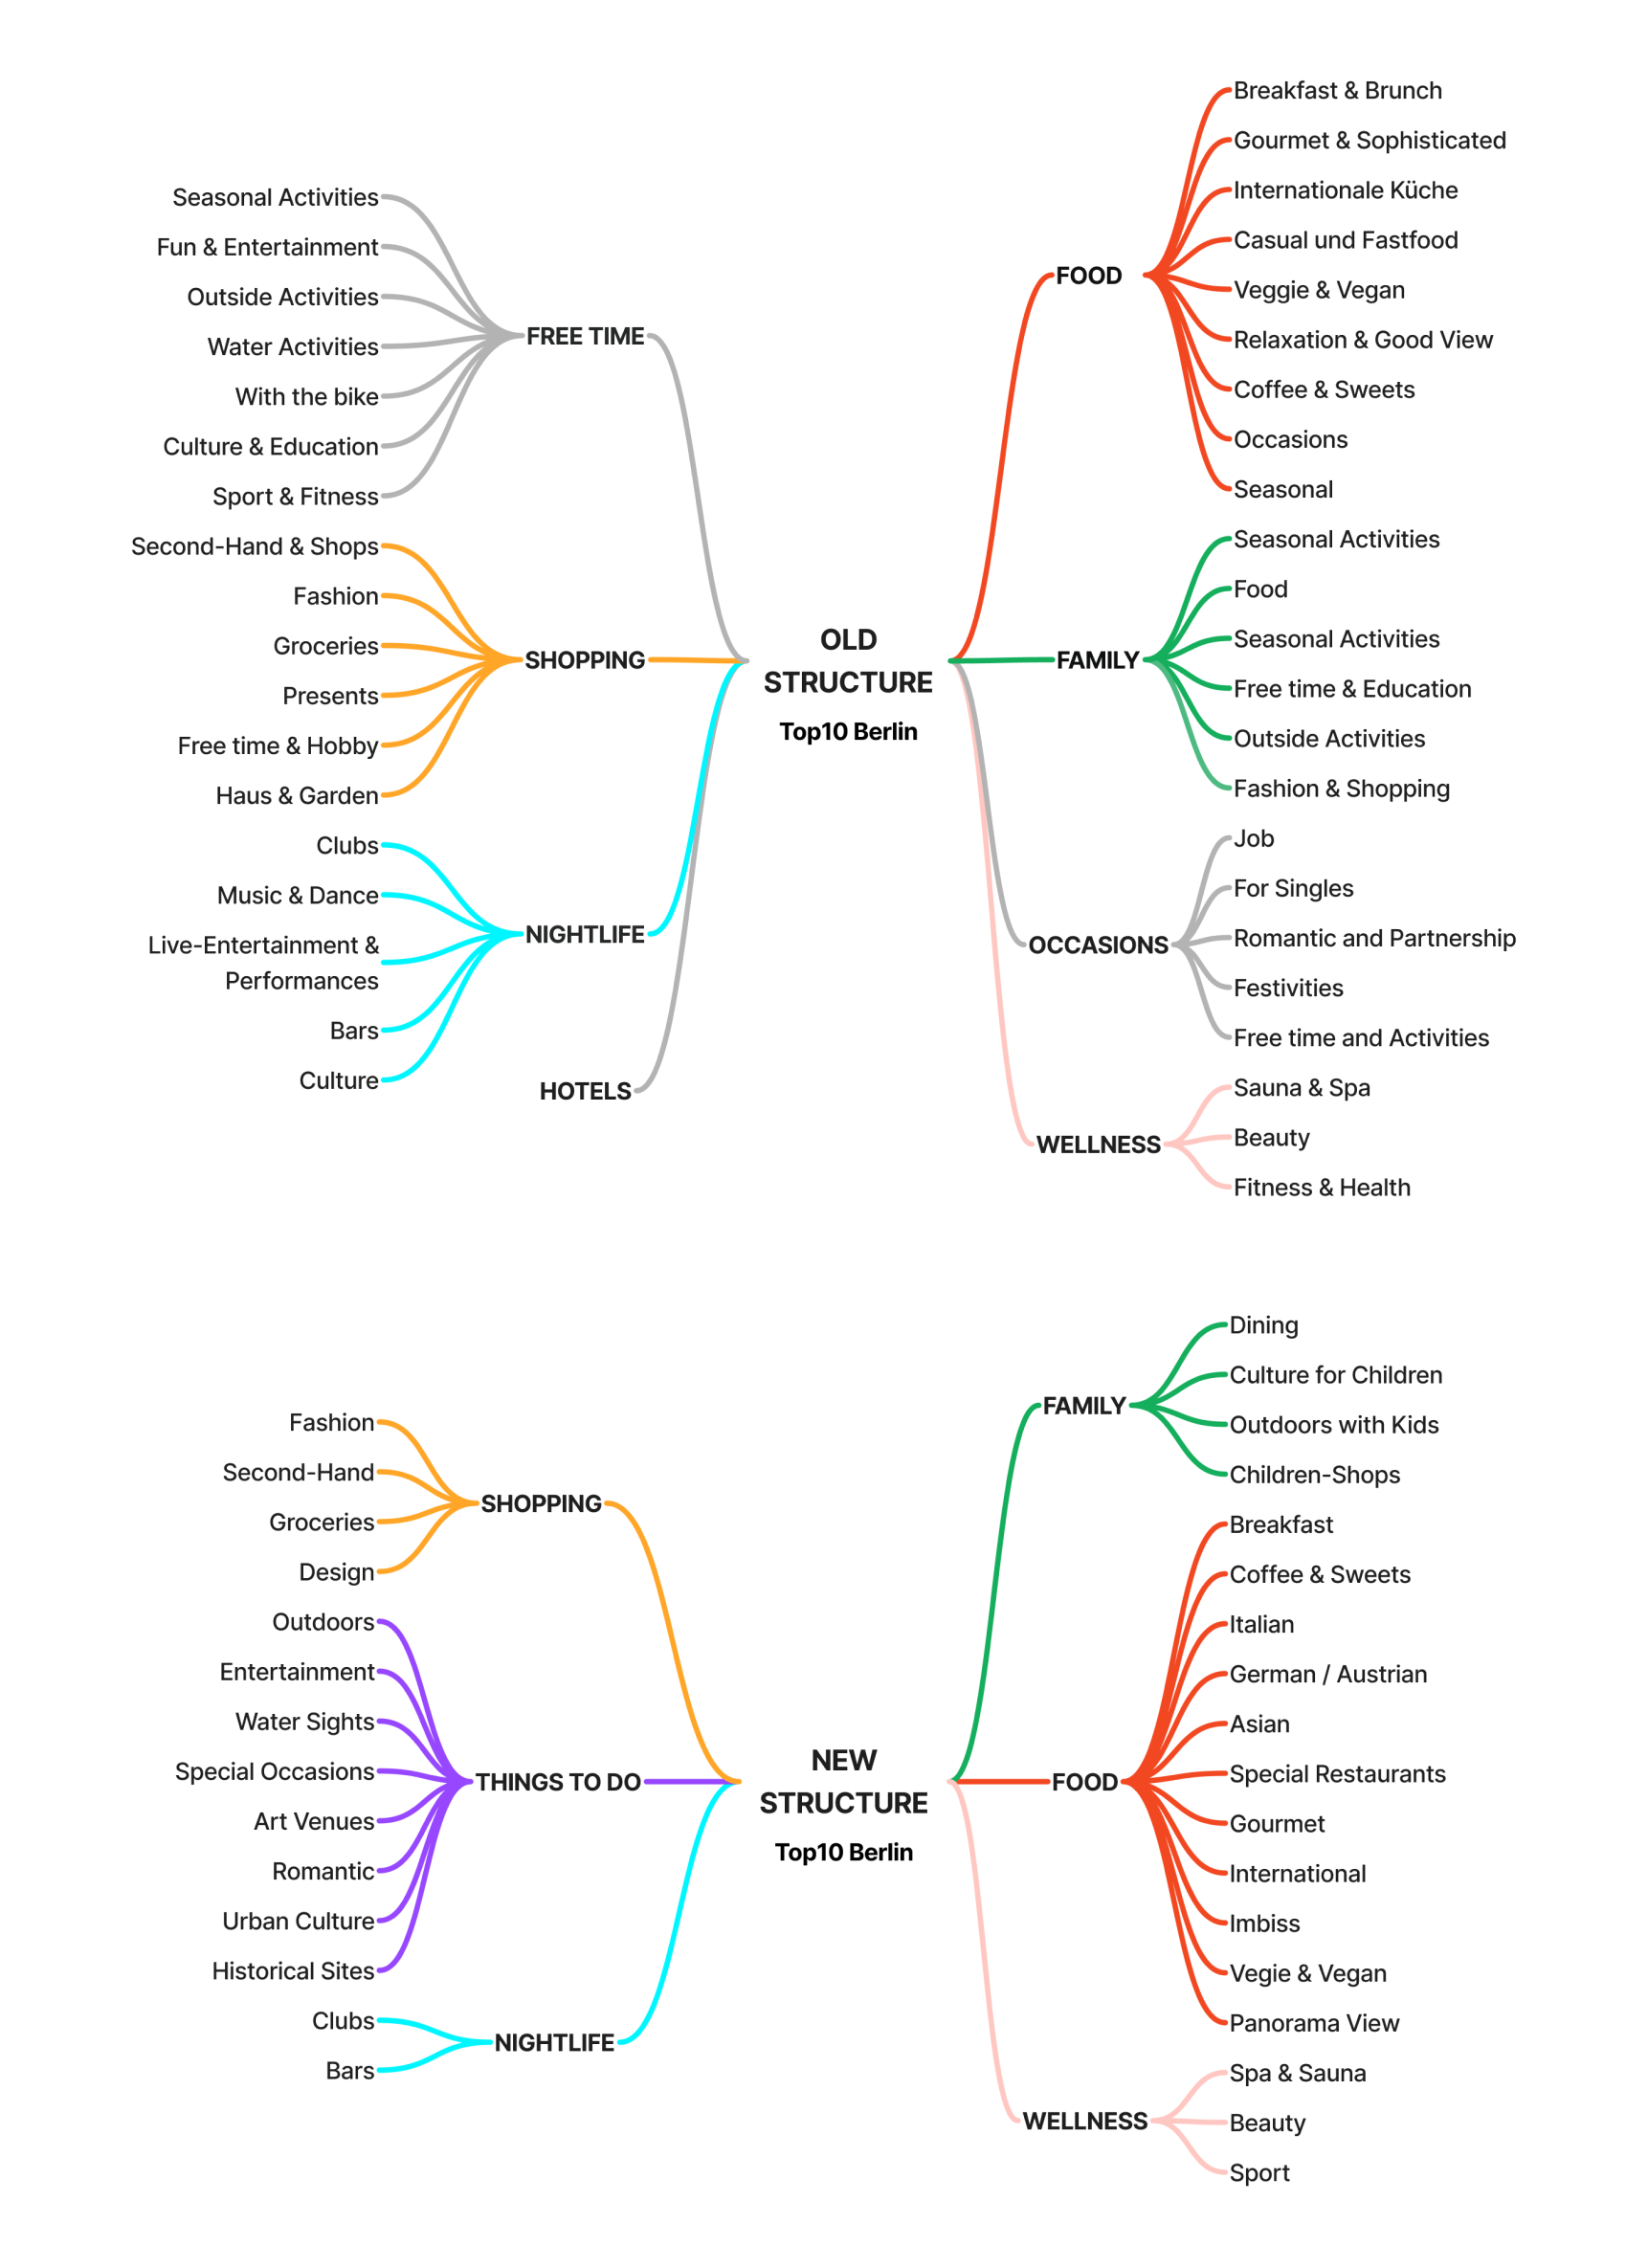 Seasonal Activities
Fun & Entertainment
Outside Activities
Water Activities
With the bike
Culture & Education
Sport & Fitness
FREE TIME
Second-Hand & Shops
Fashion
Groceries
Presents
Free time & Hobby
Haus & Garden
SHOPPING
Clubs
Music & Dance
Live-Entertainment &
Performances
Bars
Culture
NIGHTLIFE
HOTELS
OLD
STRUCTURE
Top10 Berlin
FOOD
Breakfast & Brunch
Gourmet & Sophisticated
Internationale Küche
Casual und Fastfood
Veggie & Vegan
Relaxation & Good View
Coffee & Sweets
Occasions
Seasonal
FAMILY
Seasonal Activities
Food
Seasonal Activities
Free time & Education
Outside Activities
Fashion & Shopping
OCCASIONS
Job
For Singles
Romantic and Partnership
Festivities
Free time and Activities
WELLNESS
Sauna & Spa
Beauty
Fitness & Health
Fashion
Second-Hand
Groceries
Design
SHOPPING
Outdoors
Entertainment
Water Sights
Special Occasions
Art Venues
Romantic
Urban Culture
Historical Sites
THINGS TO DO
Clubs
Bars
NIGHTLIFE
NEW
STRUCTURE
Top10 Berlin
FAMILY
Dining
Culture for Children
Outdoors with Kids
Children-Shops
FOOD
Breakfast
Coffee & Sweets
Italian
German / Austrian
Asian
Special Restaurants
Gourmet
International
Imbiss
Vegie & Vegan
Panorama View
WELLNESS
Spa & Sauna
Beauty
Sport